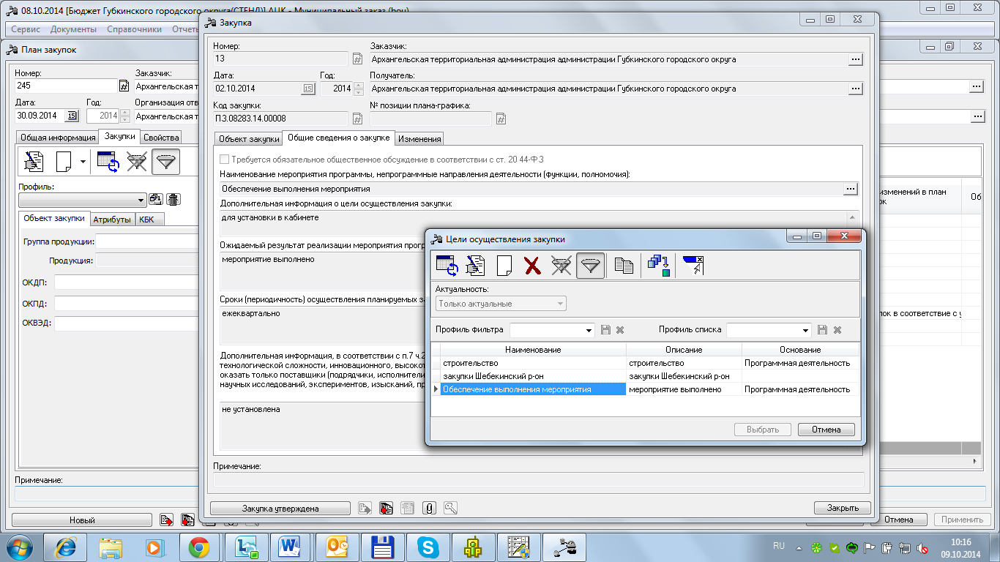 08.10.2014 [Бюджет Губкинского городского округа(СТЕНД)] АЦК - Муниципальный заказ (bou)
Сервис Документы Справочники Отчеты
План закупок
Номер: Заказчик:
245 Архангельская т
Дата: Год: Организация отв
30.09.2014 15 2014 Архангельская т
Общая информация Закупки Свойства
Профиль:
Объект закупки Атрибуты КБК
Группа продукции:
Продукция:
ОКДП:
ОКПД:
ОКВЭД:
Примечание:
Новый
Закупка
Номер: Заказчик:
13 Архангельская территориальная администрация администрации Губкинского городского округа ...
Дата: Год: Получатель:
02.10.2014 15 2014 Архангельская территориальная администрация администрации Губкинского городского округа ...
Код закупки: № позиции плана-графика:
П.3.08283.14.00008
Объект закупки Общие сведения о закупке Изменения
Требуется обязательное общественное обсуждение в соответствии с ст. 20 44-Ф.З
Наименование мероприятия программы, непрограммные направления деятельности (функции, полномочия):
Обеспечение выполнения мероприятия ...
Дополнительная информация о цели осуществления закупки:
для установки в кабинете
Ожидаемый результат реализации мероприятия прогр
мероприятие выполнено
Сроки (периодичность) осуществления планируемых за
ежеквартально
Дополнительная информация, в соответствии с п.7 ч.2
технологической сложности, инновационного, высокот
оказать только поставщики (подрядчики, исполнители
научных исследований, экспериментов, изысканий, пр
не установлена
Примечание:
Закупка утверждена Закрыть
Цели осуществления закупки
Актуальность:
Только актуальные
Профиль фильтра Профиль списка
Наименование Описание Основание
строительство строительство Программная деятельность
закупки Шебекинский р-он закупки Шебекинский р-он
Обеспечение выполнения мероприятия мероприятие выполнено Программная деятельность
Выбрать Отмена
...
...
изменений в план
ок Об
лок в соответствие с у
Отмена Применить
RU 10:16
09.10.2014